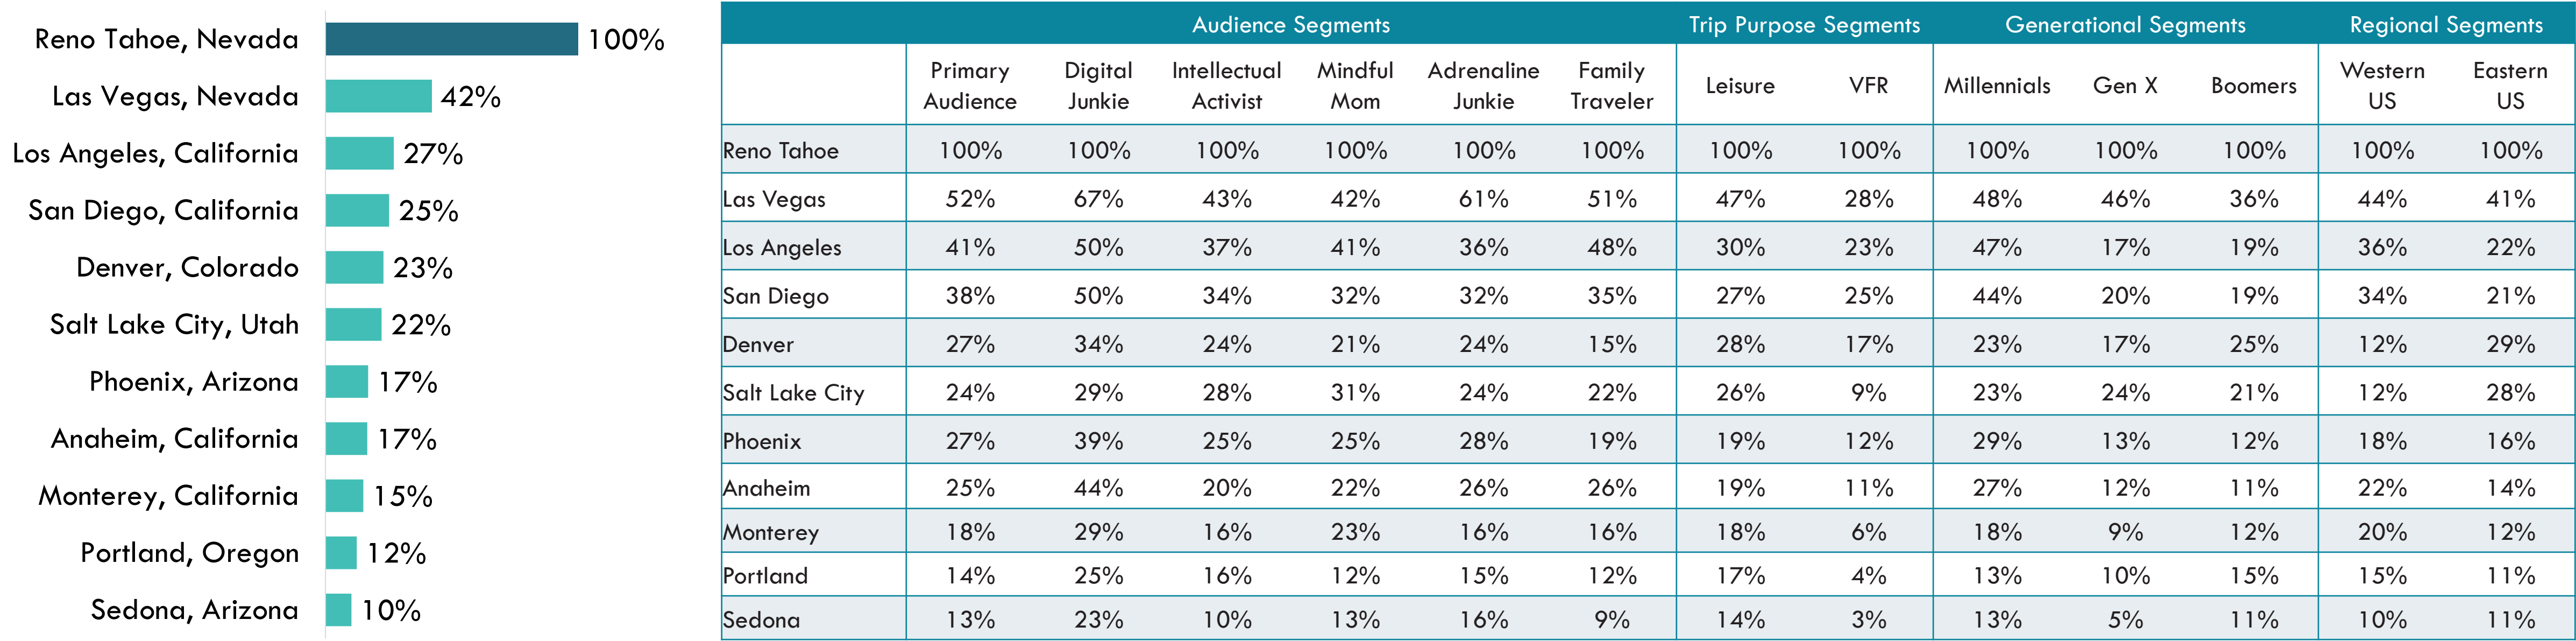 Reno Tahoe, Nevada 100%
Las Vegas, Nevada 42%
Los Angeles, California 27%
San Diego, California 25%
Denver, Colorado 23%
Salt Lake City, Utah 22%
Phoenix, Arizona 17%
Anaheim, California 17%
Monterey, California 15%
Portland, Oregon 12%
Sedona, Arizona 10%
Audience Segments Trip Purpose Segments Generational Segments Regional Segments
Primary Audience Digital Junkie Intellectual Activist Mindful Mom Adrenaline Junkie Family Traveler Leisure VFR Millennials Gen X Boomers Western US Eastern US
Reno Tahoe 100% 100% 100% 100% 100% 100% 100% 100% 100% 100% 100% 100% 100%
Las Vegas 52% 67% 43% 42% 61% 51% 47% 28% 48% 46% 36% 44% 41%
Los Angeles 41% 50% 37% 41% 36% 48% 30% 23% 47% 17% 19% 36% 22%
San Diego 38% 50% 34% 32% 32% 35% 27% 25% 44% 20% 19% 34% 21%
Denver 27% 34% 24% 21% 24% 15% 28% 17% 23% 17% 25% 12% 29%
Salt Lake City 24% 29% 28% 31% 24% 22% 26% 9% 23% 24% 21% 12% 28%
Phoenix 27% 39% 25% 25% 28% 19% 19% 12% 29% 13% 12% 18% 16%
Anaheim 25% 44% 20% 22% 26% 26% 19% 11% 27% 12% 11% 22% 14%
Monterey 18% 29% 16% 23% 16% 16% 18% 6% 18% 9% 12% 20% 12%
Portland 14% 25% 16% 12% 15% 12% 17% 4% 13% 10% 15% 15% 11%
Sedona 13% 23% 10% 13% 16% 9% 14% 3% 13% 5% 11% 10% 11%